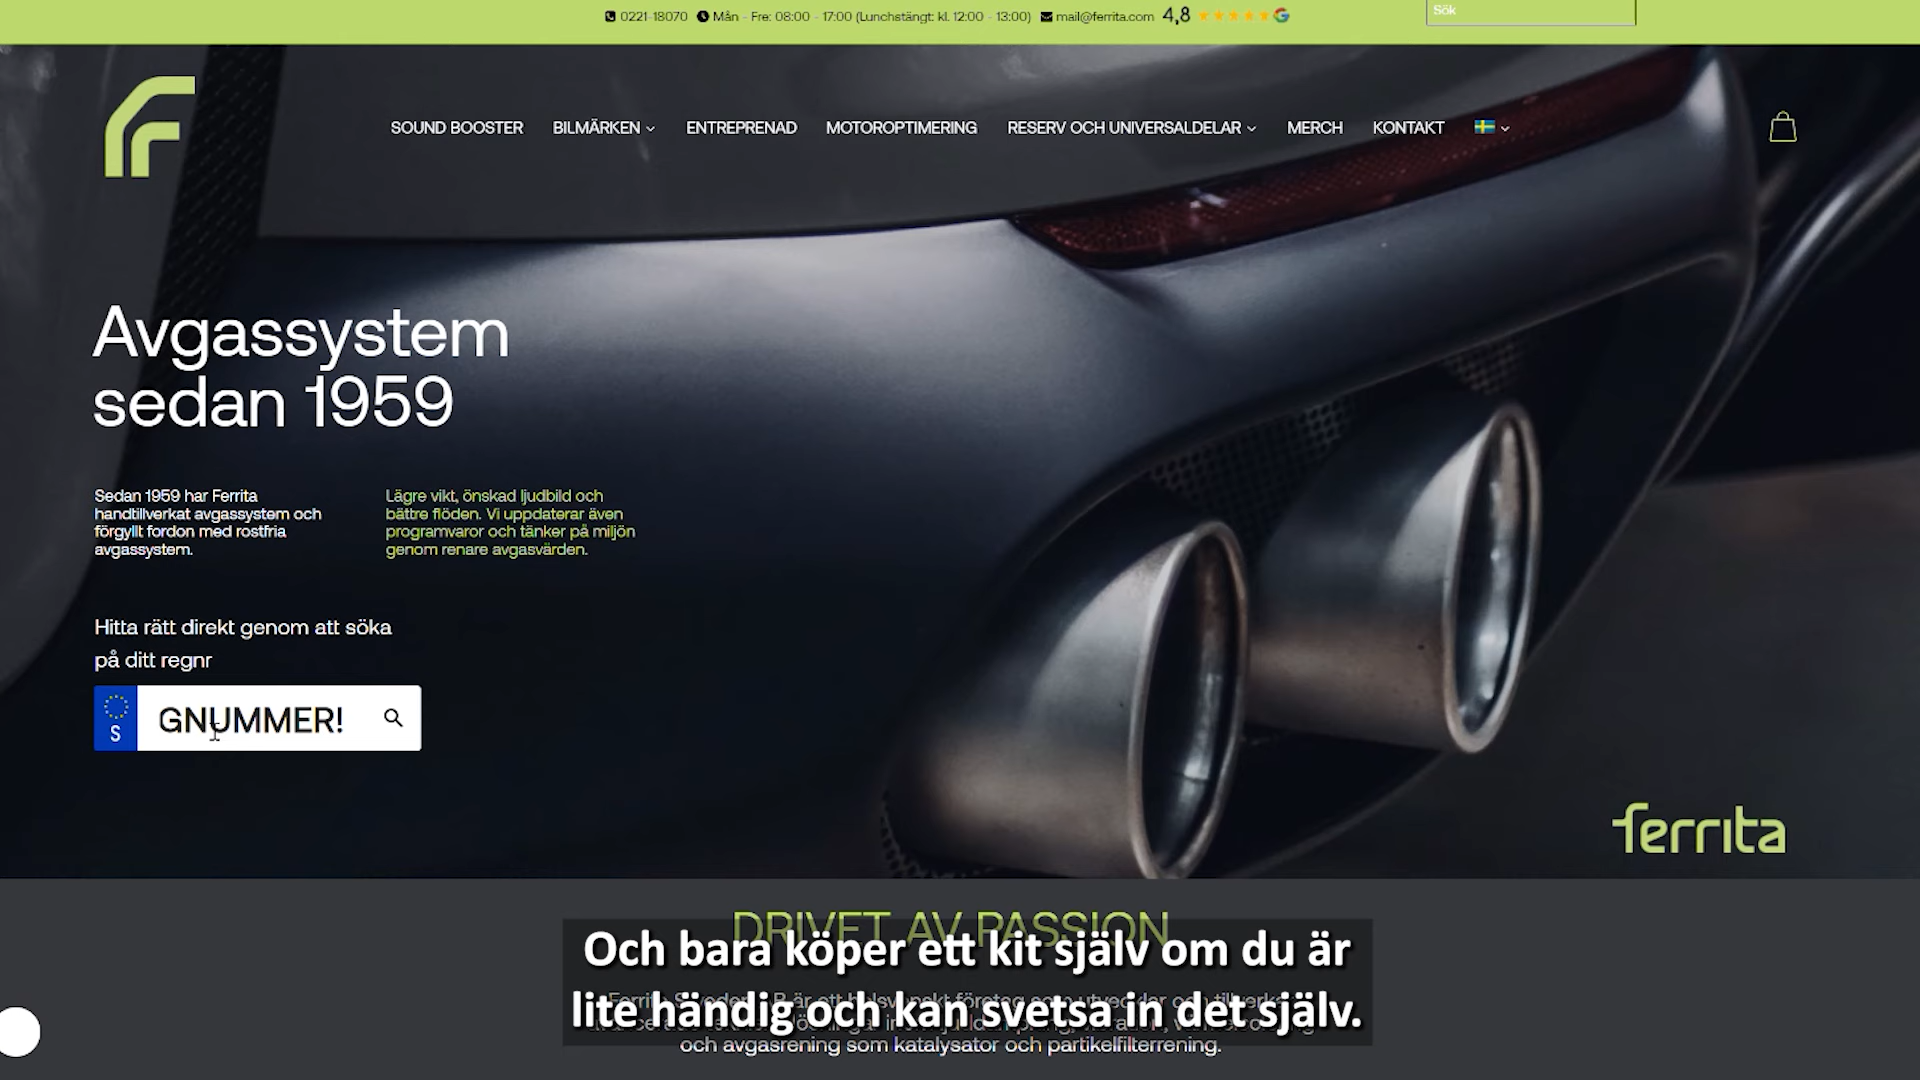 0221-18070 Mån - Fre: 08:00 - 17:00 (Lunchstängt: kl. 12:00 - 13:00) mail@ferrita.com 4,8
Sök
SOUND BOOSTER BILMÄRKEN ENTREPRENAD MOTOROPTIMERING RESERV OCH UNIVERSALDELAR MERCH KONTAKT
Avgassystem
sedan 1959
Sedan 1959 har Ferrita
handtillverkat avgassystem och
förgyllt fordon med rostfria
avgassystem.
Lägre vikt, önskad ljudbild och
bättre flöden. Vi uppdaterar även
programvaror och tänker på miljön
genom renare avgasvärden.
Hitta rätt direkt genom att söka
på ditt regnr
S
GNUMMER!
ferrita
DRIVET AV PASSION
Och bara köper ett kit själv om du är
lite händig och kan svetsa in det själv.
och avgasrening som katalysator och partikelfilterrening.